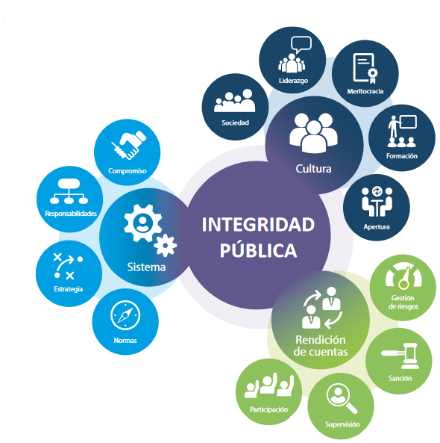 Liderazgo
Meritocracia
Sociedad
Formación
Cultura
Apertura
Compromiso
Responsabilidades
Sistema
Estrategia
Normas
INTEGRIDAD
PÚBLICA
Rendición
de cuentas
Gestión
de riesgos
Sanción
Supervisión
Participación